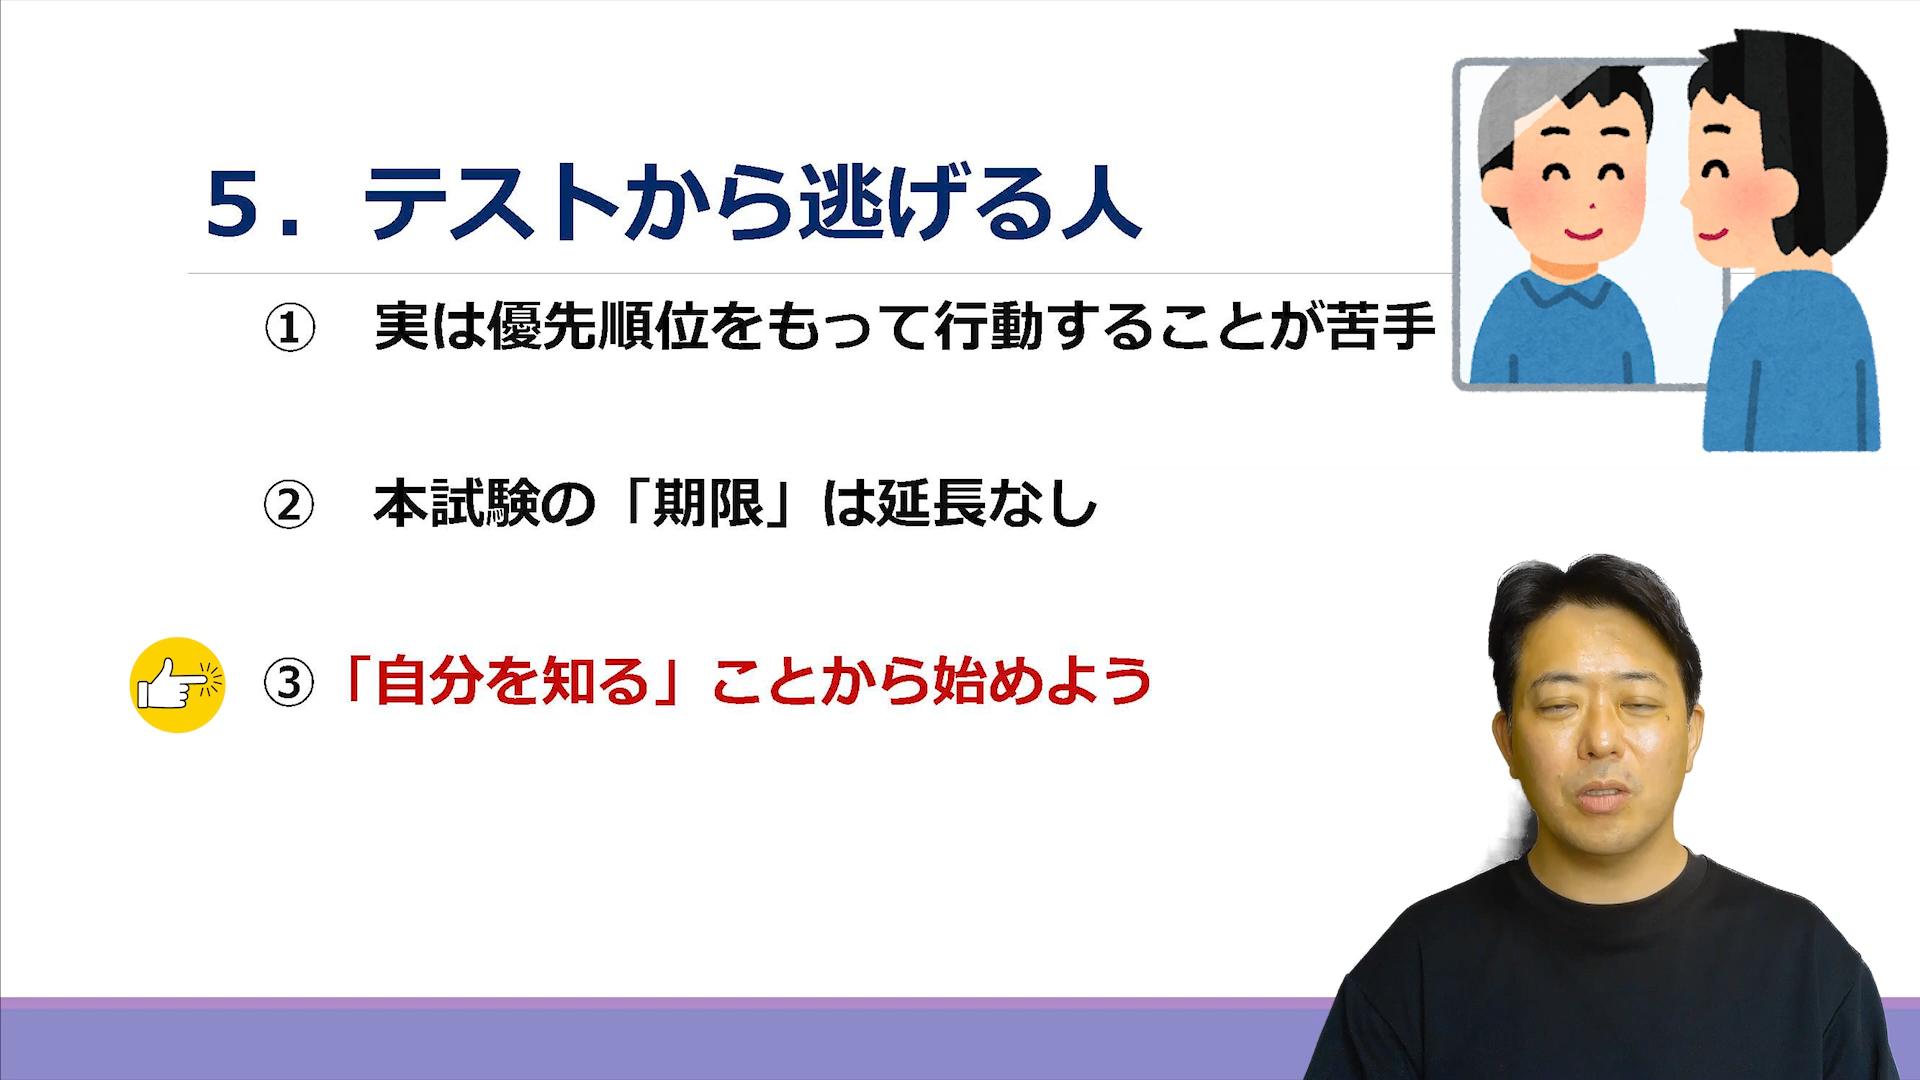 ５．テストから逃げる人
①　実は優先順位をもって行動することが苦手
②　本試験の「期限」は延長なし
③「自分を知る」ことから始めよう